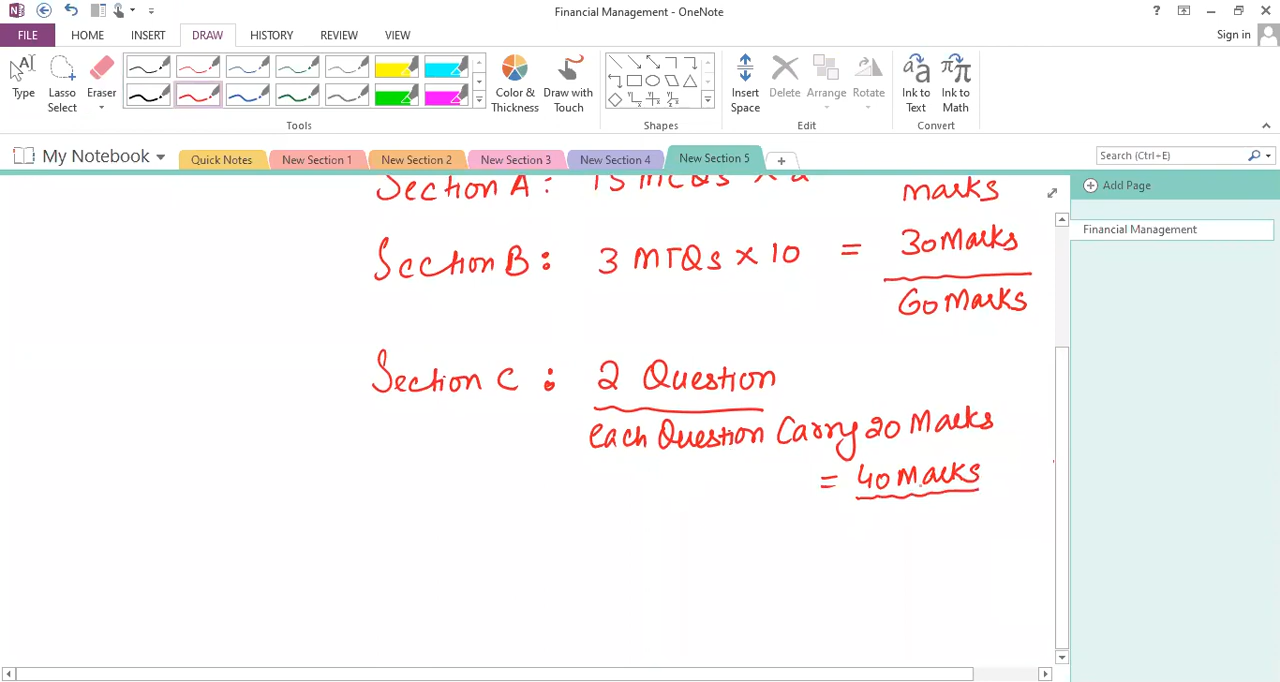 Financial Management - OneNote
?
FILE HOME INSERT DRAW HISTORY REVIEW VIEW
Sign in
Type
Lasso Select
Eraser
Color & Thickness
Draw with Touch
Insert Space
Delete
Arrange
Rotate
Ink to Text
Ink to Math
Tools Shapes Edit Convert
My Notebook Quick Notes New Section 1 New Section 2 New Section 3 New Section 4 New Section 5
Search (Ctrl+E)
Add Page
Financial Management
Section A : 15 MCQs × 2 marks
Section B : 3 MTQs × 10 = 30 Marks
60 Marks
Section C : 2 Question
each Question Carry 20 Marks
= 40 Marks